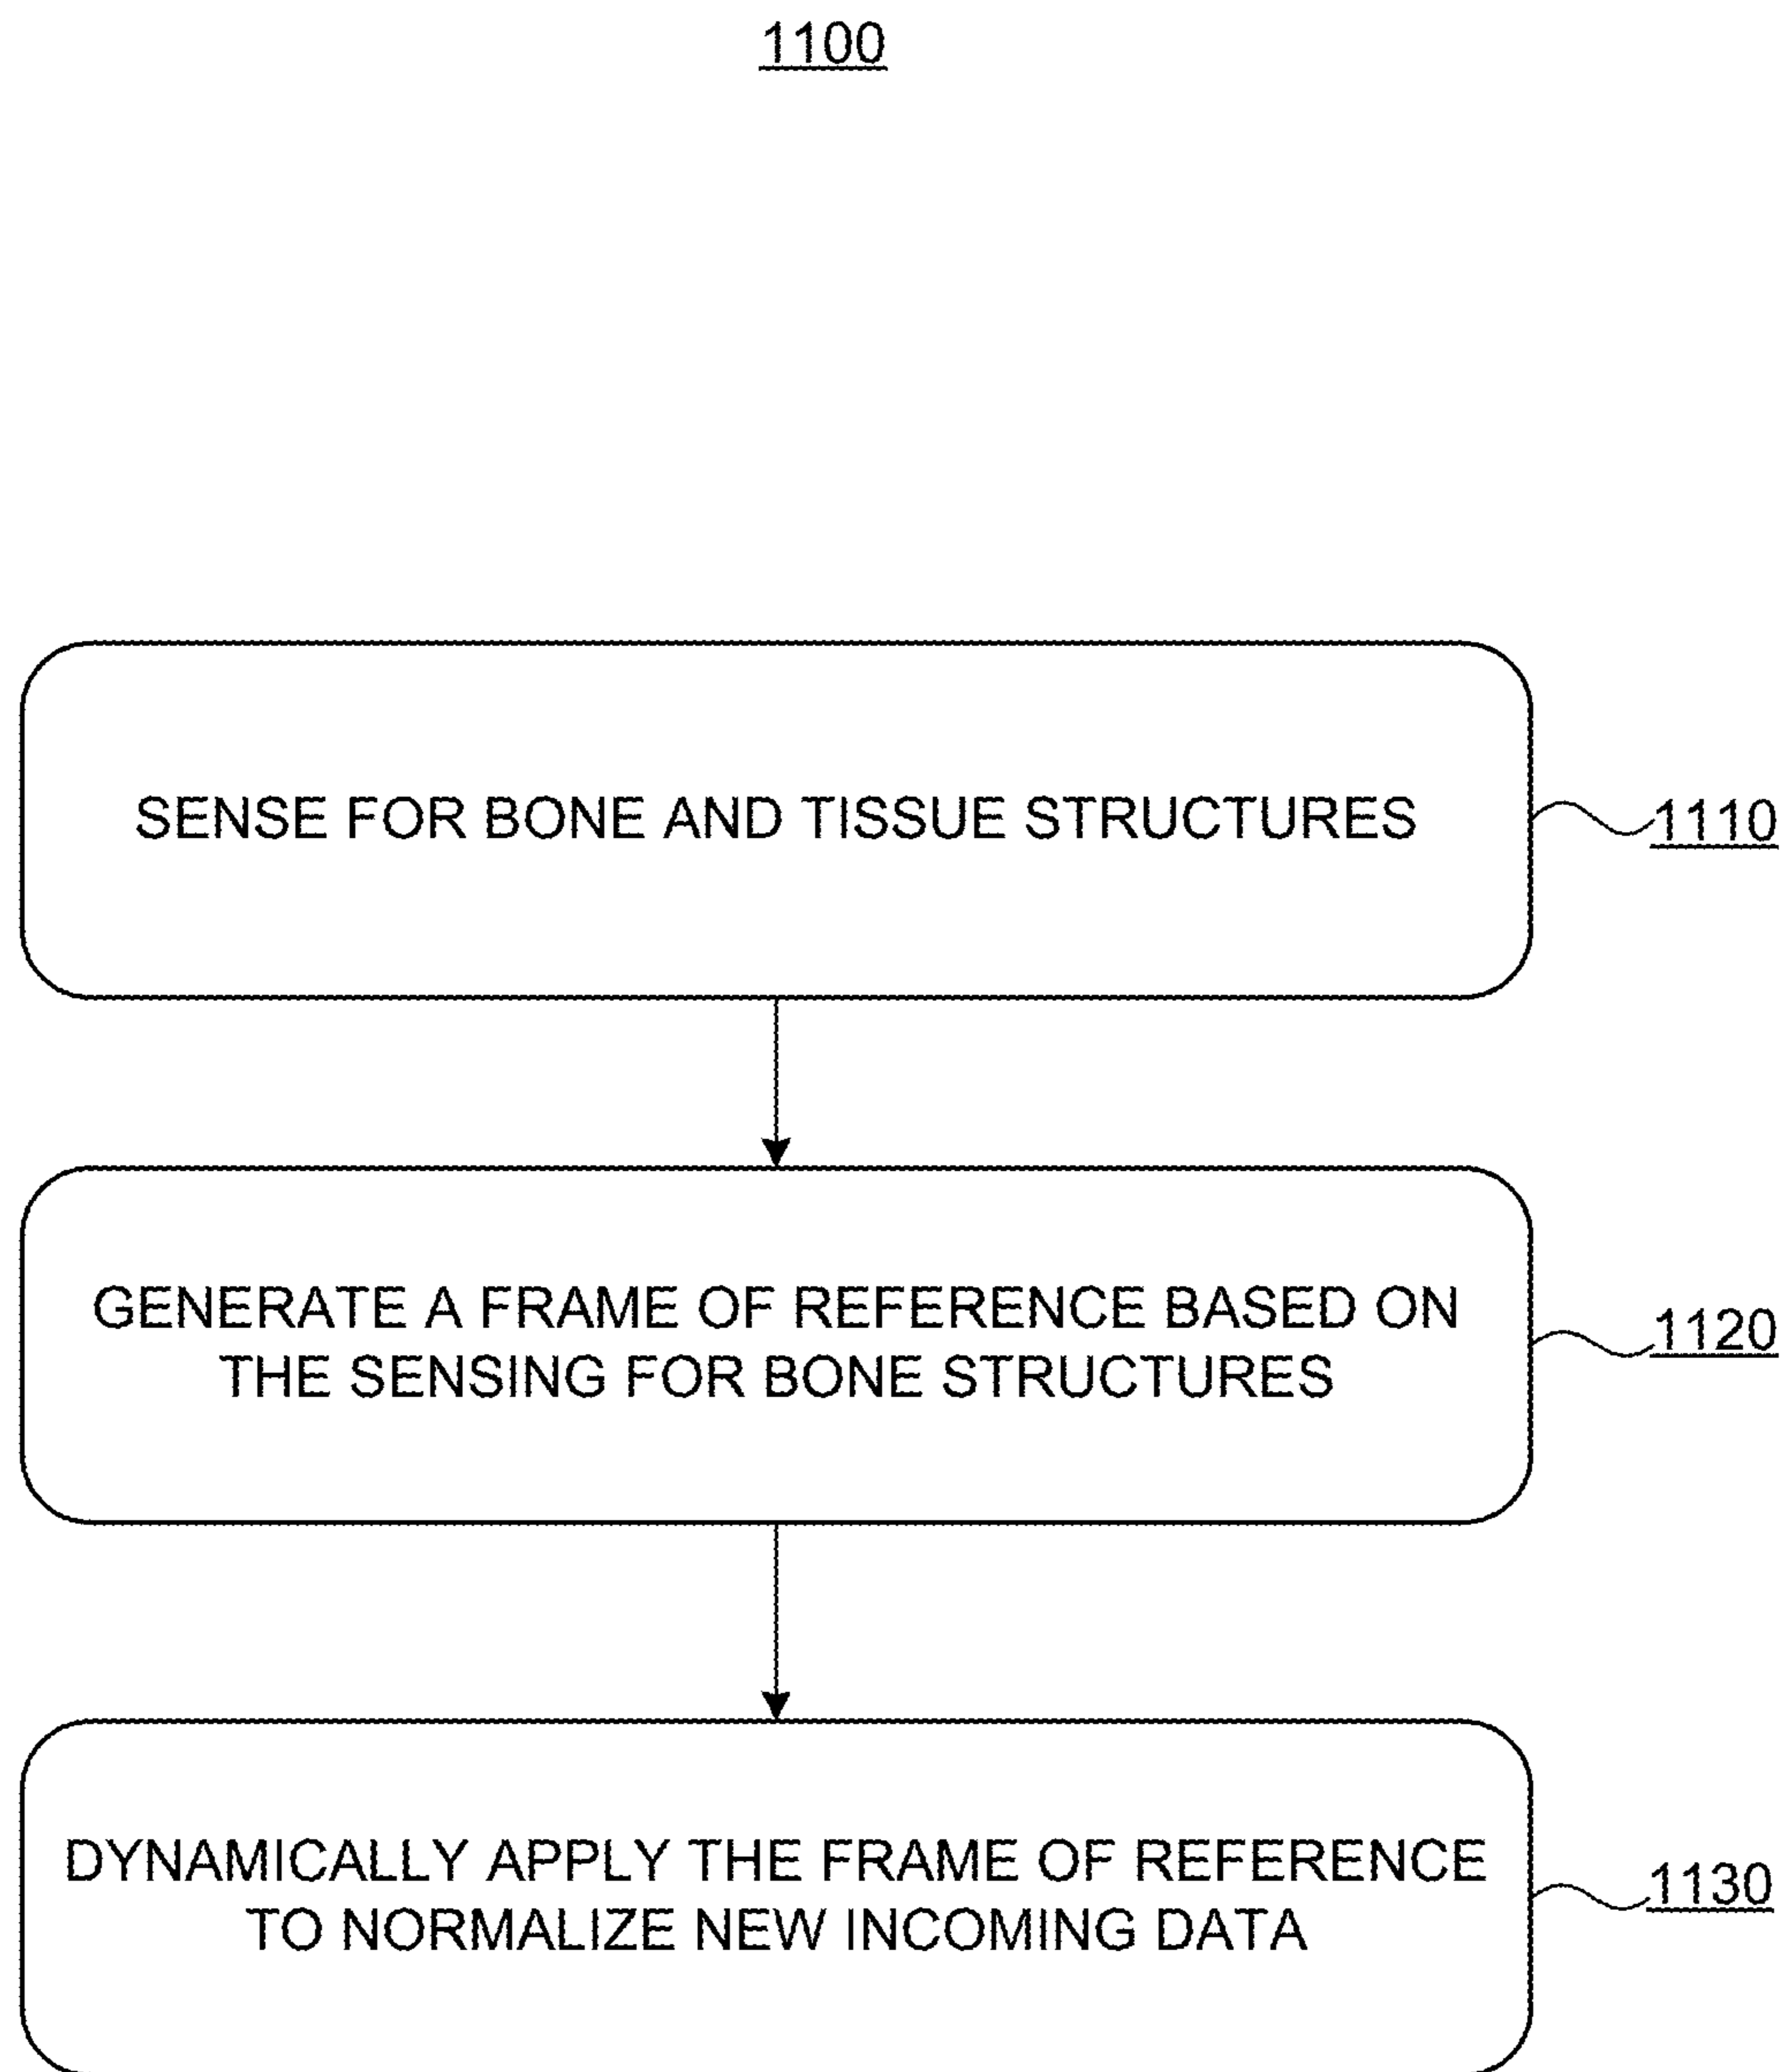 1100
SENSE FOR BONE AND TISSUE STRUCTURES
1110
GENERATE A FRAME OF REFERENCE BASED ON
THE SENSING FOR BONE STRUCTURES
1120
DYNAMICALLY APPLY THE FRAME OF REFERENCE
TO NORMALIZE NEW INCOMING DATA
1130